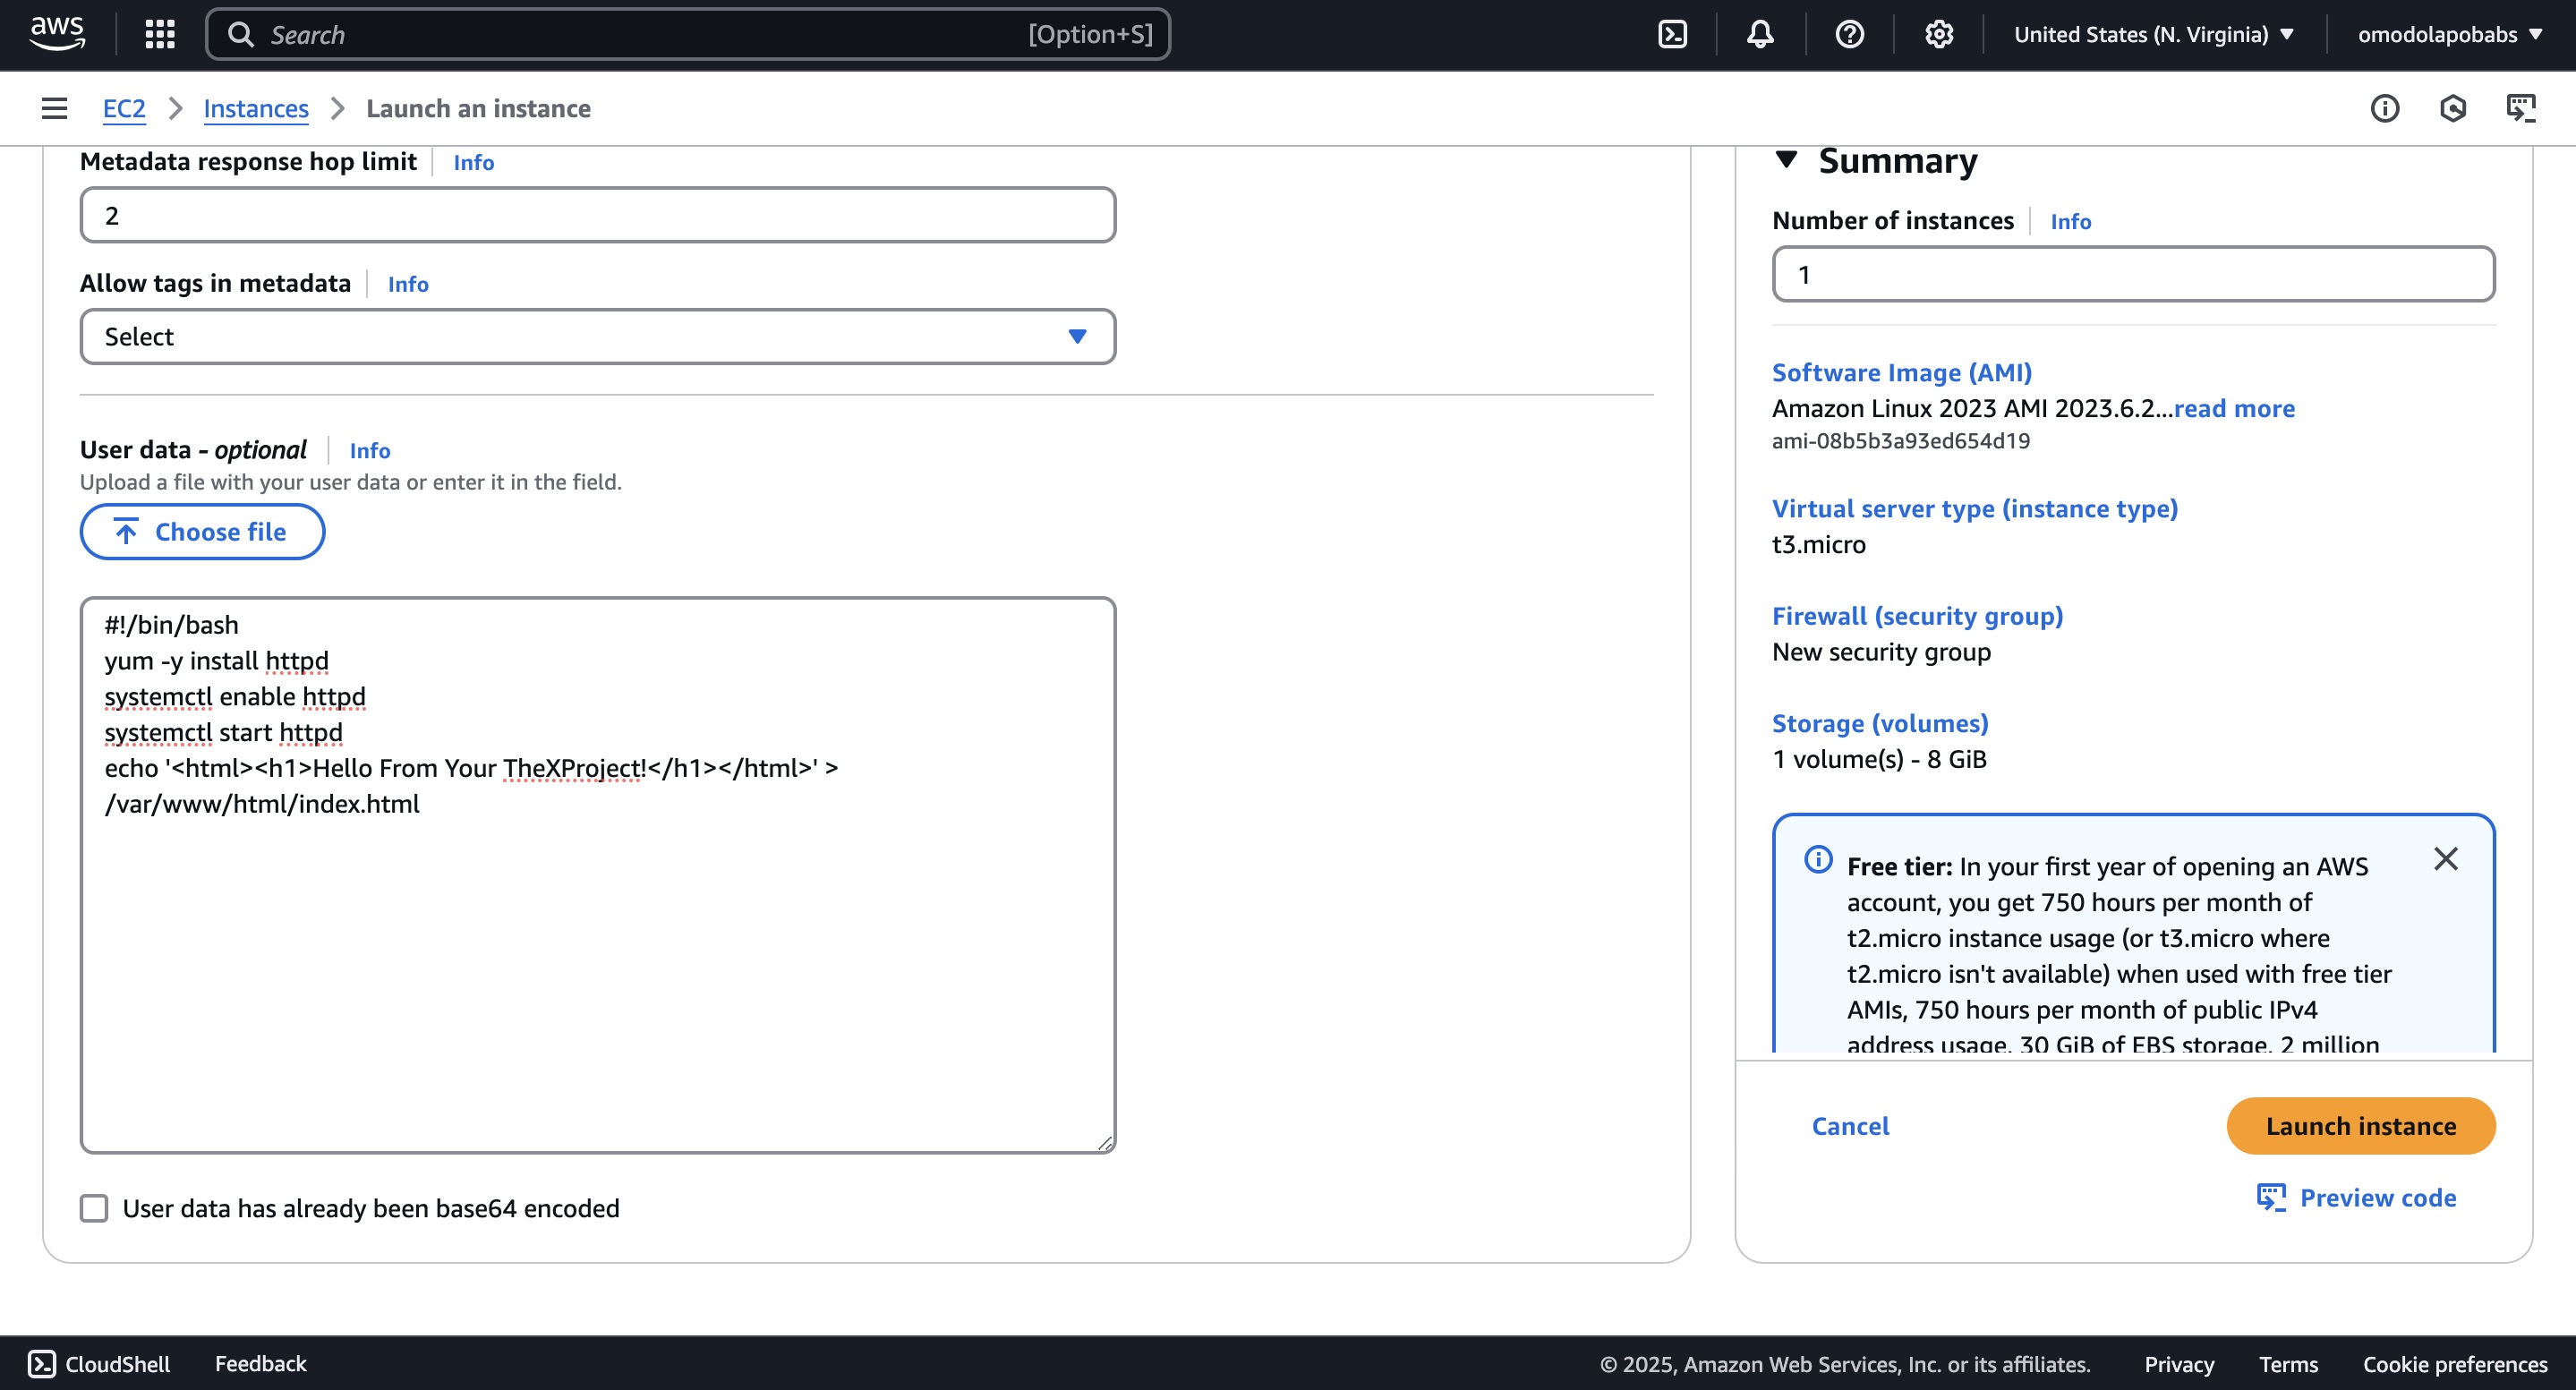 aws
Search [Option+S]
United States (N. Virginia)
omodolapobabs
EC2 Instances Launch an instance
Metadata response hop limit Info
2
Allow tags in metadata Info
Select
User data - optional Info
Upload a file with your user data or enter it in the field.
Choose file
#!/bin/bash
yum -y install httpd
systemctl enable httpd
systemctl start httpd
echo '<html><h1>Hello From Your TheXProject!</h1></html>' >
/var/www/html/index.html
User data has already been base64 encoded
Summary
Number of instances Info
1
Software Image (AMI)
Amazon Linux 2023 AMI 2023.6.2...read more
ami-08b5b3a93ed654d19
Virtual server type (instance type)
t3.micro
Firewall (security group)
New security group
Storage (volumes)
1 volume(s) - 8 GiB
Free tier: In your first year of opening an AWS
account, you get 750 hours per month of
t2.micro instance usage (or t3.micro where
t2.micro isn't available) when used with free tier
AMIs, 750 hours per month of public IPv4
address usage, 30 GiB of EBS storage, 2 million
Cancel
Launch instance
Preview code
CloudShell Feedback
© 2025, Amazon Web Services, Inc. or its affiliates. Privacy Terms Cookie preferences